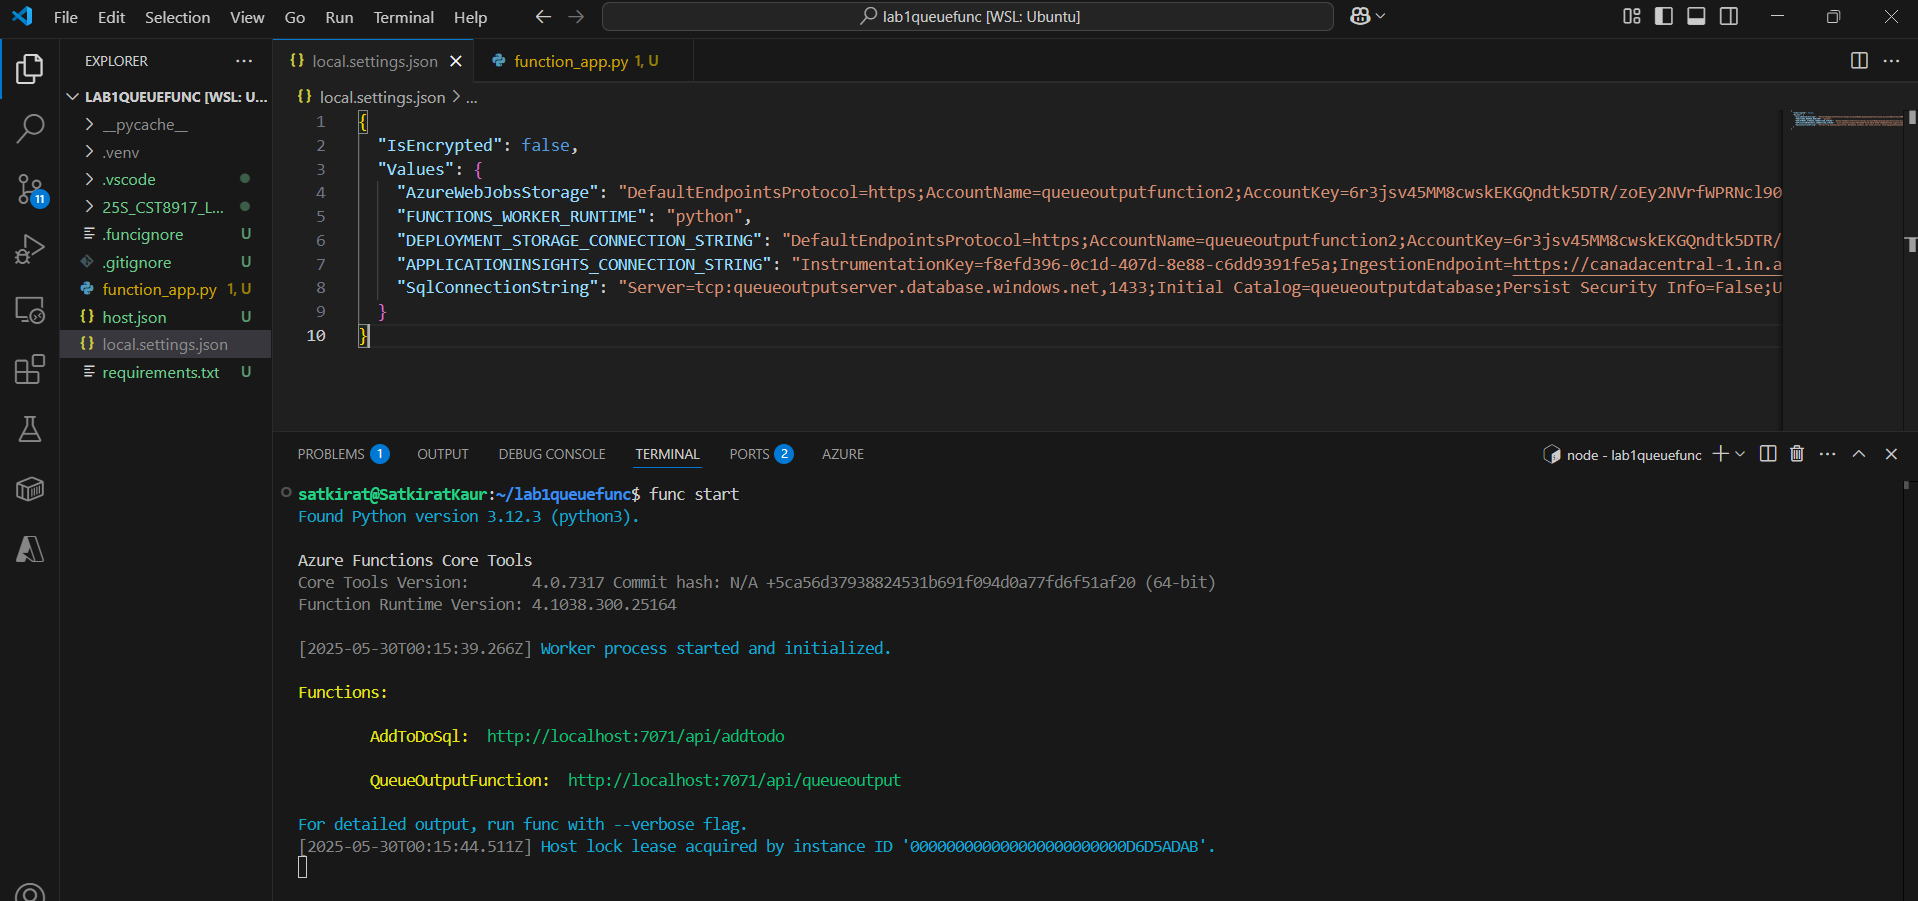 File Edit Selection View Go Run Terminal Help
lab1queuefunc [WSL: Ubuntu]
EXPLORER
LAB1QUEUEFUNC [WSL: U...
__pycache__
.venv
.vscode
25S_CST8917_L...
.funcignore U
.gitignore U
function_app.py 1, U
host.json U
local.settings.json
requirements.txt U
11
local.settings.json
function_app.py 1, U
local.settings.json > ...
1 {
2 "IsEncrypted": false,
3 "Values": {
4 "AzureWebJobsStorage": "DefaultEndpointsProtocol=https;AccountName=queueoutputfunction2;AccountKey=6r3jsv45MM8cwskEKGQndtk5DTR/zoEy2NVrfWPRNcl90
5 "FUNCTIONS_WORKER_RUNTIME": "python",
6 "DEPLOYMENT_STORAGE_CONNECTION_STRING": "DefaultEndpointsProtocol=https;AccountName=queueoutputfunction2;AccountKey=6r3jsv45MM8cwskEKGQndtk5DTR/
7 "APPLICATIONINSIGHTS_CONNECTION_STRING": "InstrumentationKey=f8efd396-0c1d-407d-8e88-c6dd9391fe5a;IngestionEndpoint=https://canadacentral-1.in.a
8 "SqlConnectionString": "Server=tcp:queueoutputserver.database.windows.net,1433;Initial Catalog=queueoutputdatabase;Persist Security Info=False;U
9 }
10 }
PROBLEMS 1 OUTPUT DEBUG CONSOLE TERMINAL PORTS 2 AZURE
node - lab1queuefunc
satkirat@SatkiratKaur:~/lab1queuefunc$ func start
Found Python version 3.12.3 (python3).
Azure Functions Core Tools
Core Tools Version: 4.0.7317 Commit hash: N/A +5ca56d37938824531b691f094d0a77fd6f51af20 (64-bit)
Function Runtime Version: 4.1038.300.25164
[2025-05-30T00:15:39.266Z] Worker process started and initialized.
Functions:
AddToDoSql: http://localhost:7071/api/addtodo
QueueOutputFunction: http://localhost:7071/api/queueoutput
For detailed output, run func with --verbose flag.
[2025-05-30T00:15:44.511Z] Host lock lease acquired by instance ID '000000000000000000000000D6D5ADAB'.